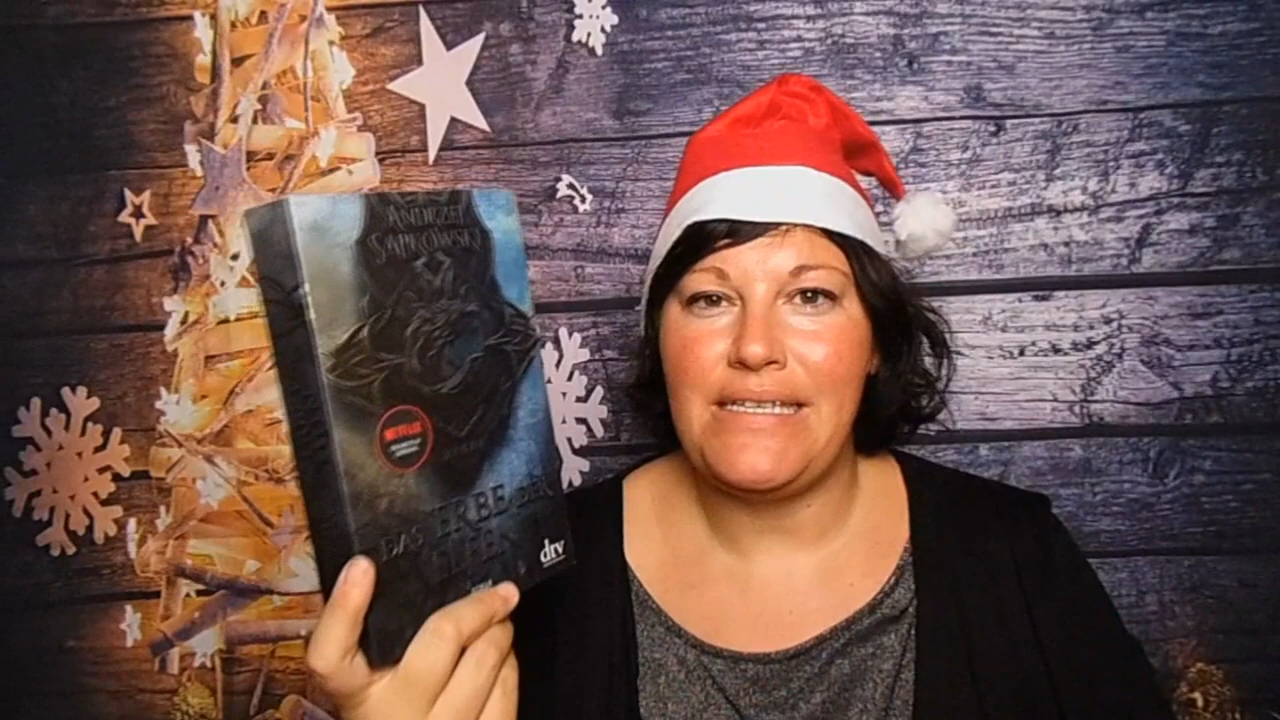 ANDRZEJ
SAPKOWSKI
NETFLIX
DAS ERBE DER
ELFEN
dtv